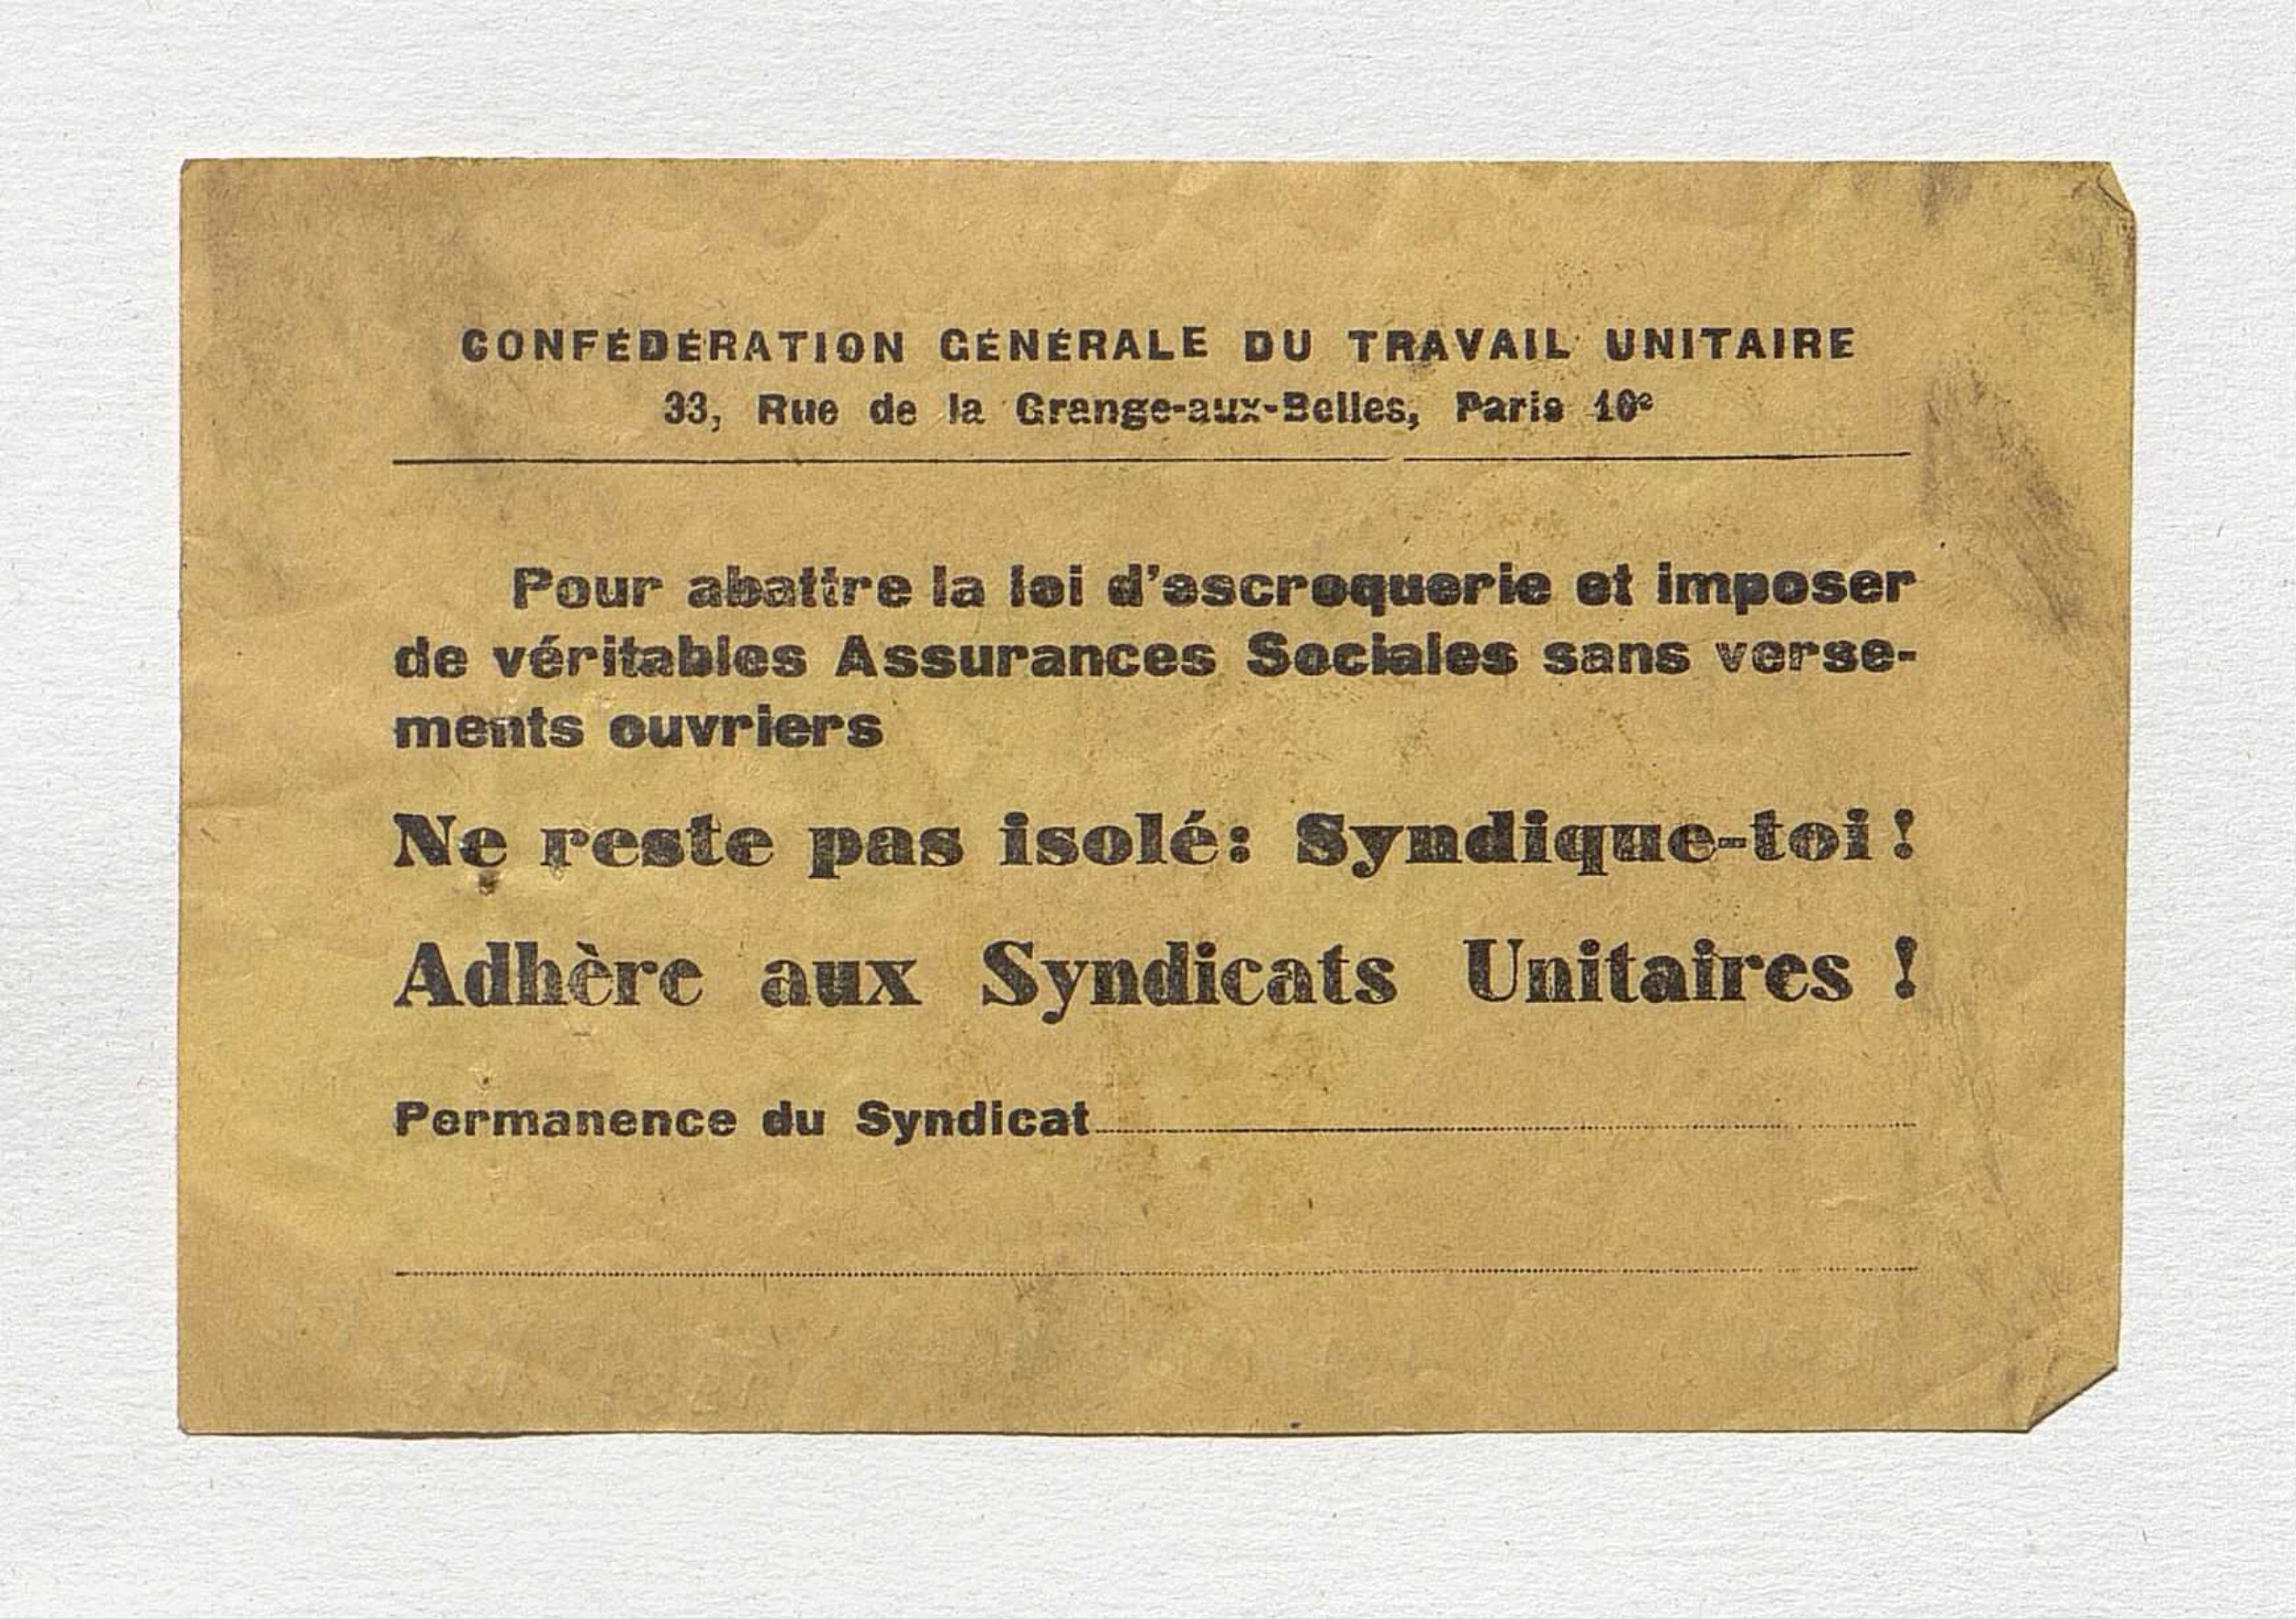 CONFÉDÉRATION GÉNÉRALE DU TRAVAIL UNITAIRE
33, Rue de la Grange-aux-Belles, Paris 10e
Pour abattre la loi d'escroquerie et imposer
de véritables Assurances Sociales sans verse-
ments ouvriers
Ne reste pas isolé: Syndique-toi!
Adhère aux Syndicats Unitaires !
Permanence du Syndicat